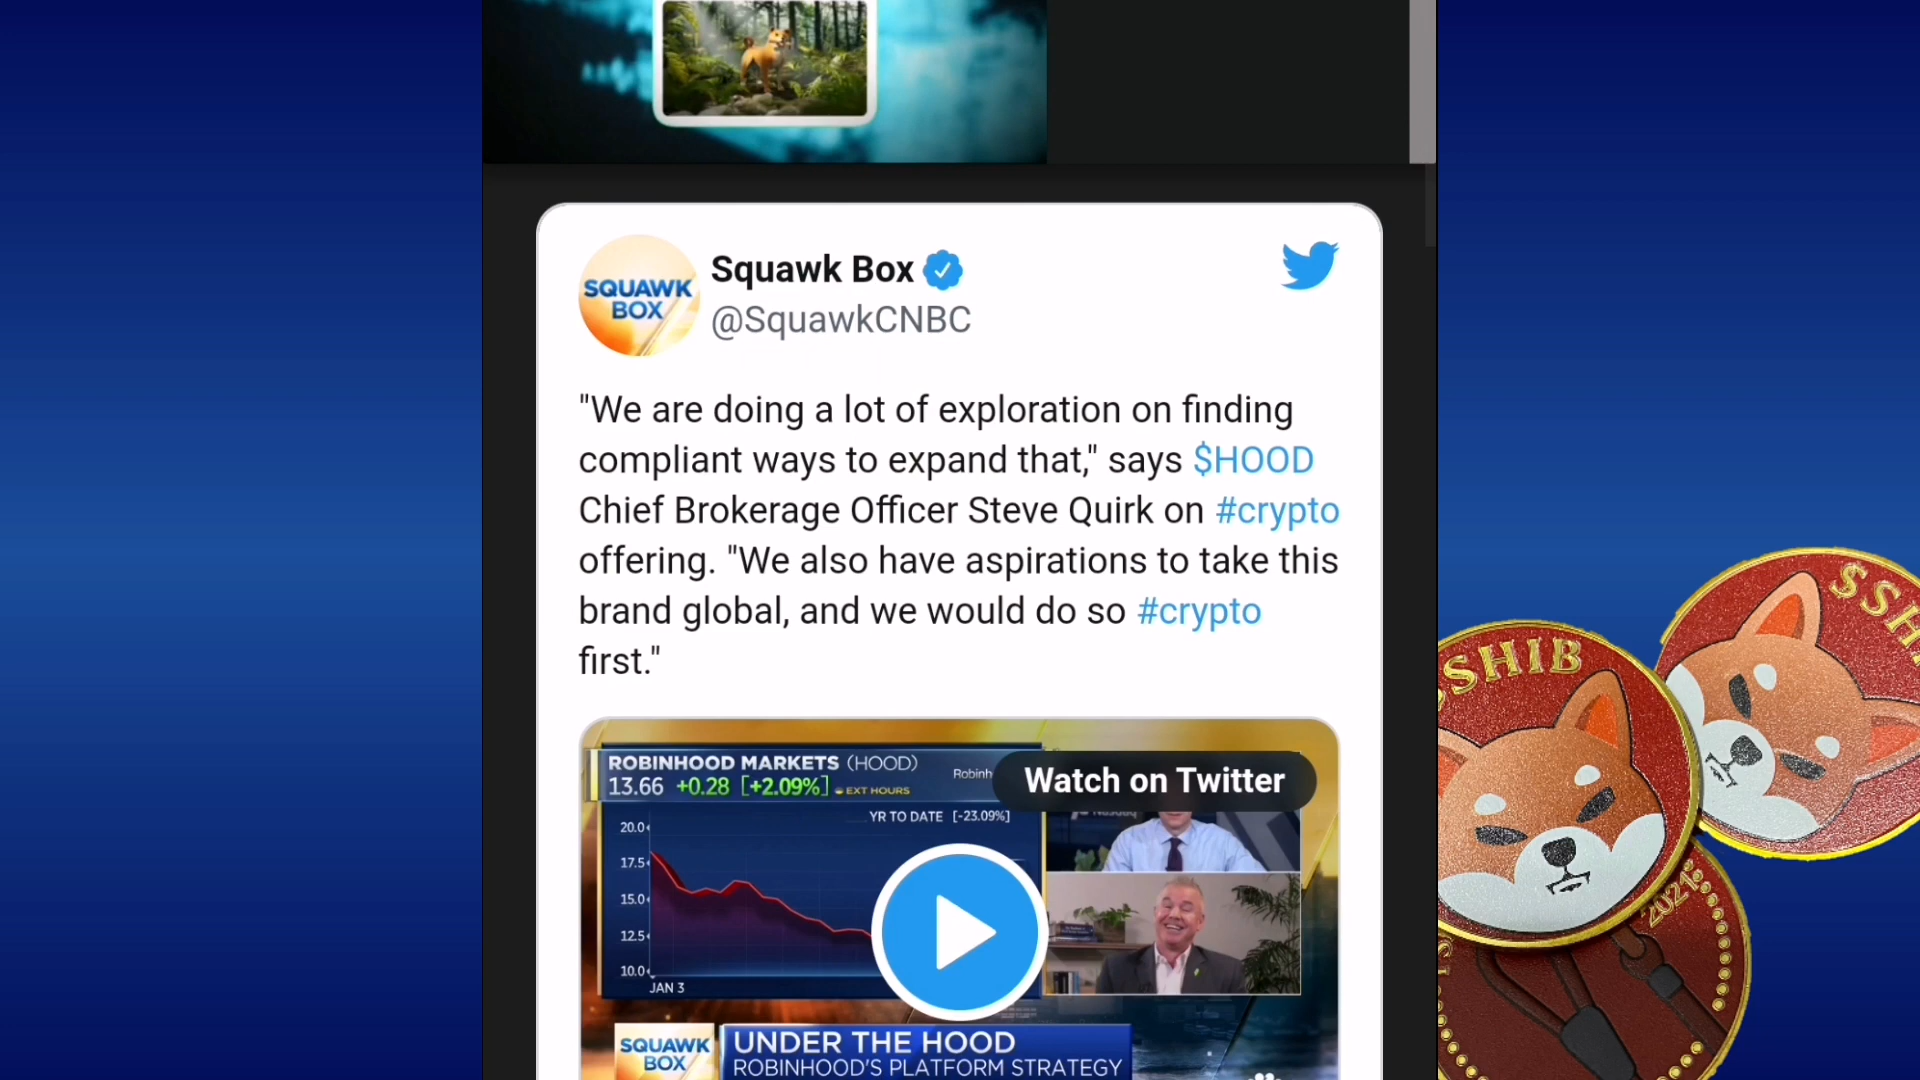 SQUAWK
BOX
Squawk Box
@SquawkCNBC
"We are doing a lot of exploration on finding
compliant ways to expand that," says $HOOD
Chief Brokerage Officer Steve Quirk on #crypto
offering. "We also have aspirations to take this
brand global, and we would do so #crypto
first."
ROBINHOOD MARKETS (HOOD)
13.66 +0.28 [+2.09%] EXT HOURS
Robinh
Watch on Twitter
Nasdaq
YR TO DATE [-23.09%]
20.0
17.5
15.0
12.5
10.0
JAN 3
SQUAWK
BOX
UNDER THE HOOD
ROBINHOOD'S PLATFORM STRATEGY
$SHIB
$SH
2021